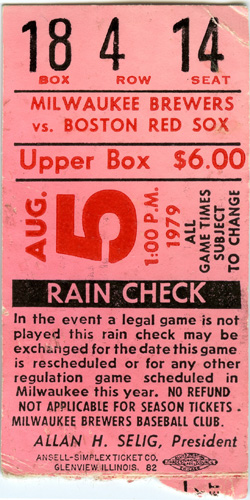 18 4 14
BOX ROW SEAT
MILWAUKEE BREWERS
vs. BOSTON RED SOX
Upper Box $6.00
AUG.
5
1:00 P.M. 1979
ALL
GAME TIMES
SUBJECT
TO CHANGE
RAIN CHECK
In the event a legal game is not
played this rain check may be
exchanged for the date this game
is rescheduled or for any other
regulation game scheduled in
Milwaukee this year. NO REFUND
NOT APPLICABLE FOR SEASON TICKETS -
MILWAUKEE BREWERS BASEBALL CLUB.
ALLAN H. SELIG, President
ANSELL-SIMPLEX TICKET CO.
GLENVIEW, ILLINOIS. 82